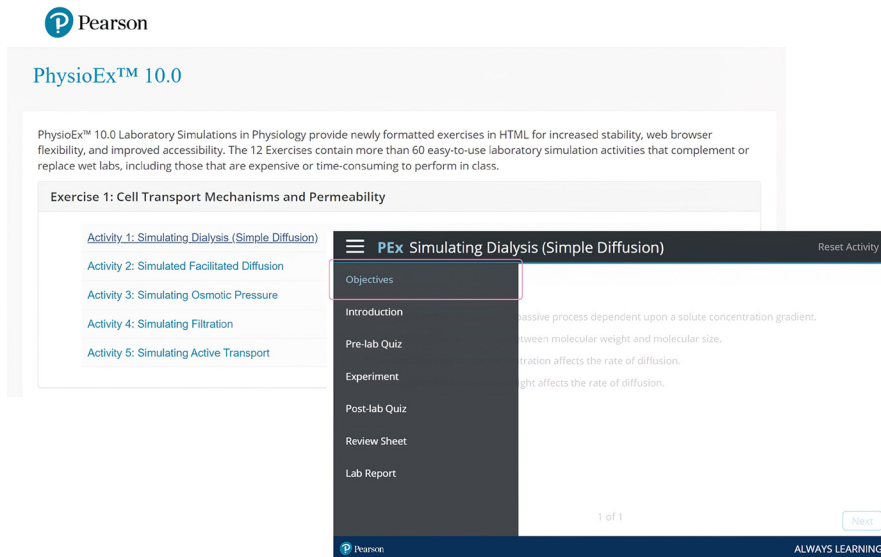 Pearson
PhysioEx™ 10.0
PhysioEx™ 10.0 Laboratory Simulations in Physiology provide newly formatted exercises in HTML for increased stability, web browser
flexibility, and improved accessibility. The 12 Exercises contain more than 60 easy-to-use laboratory simulation activities that complement or
replace wet labs, including those that are expensive or time-consuming to perform in class.
Exercise 1: Cell Transport Mechanisms and Permeability
Activity 1: Simulating Dialysis (Simple Diffusion)
Activity 2: Simulated Facilitated Diffusion
Activity 3: Simulating Osmotic Pressure
Activity 4: Simulating Filtration
Activity 5: Simulating Active Transport
PEx Simulating Dialysis (Simple Diffusion)
Reset Activity
Objectives
Introduction
Pre-lab Quiz
Experiment
Post-lab Quiz
Review Sheet
Lab Report
passive process dependent upon a solute concentration gradient.
between molecular weight and molecular size.
affects the rate of diffusion.
affects the rate of diffusion.
1 of 1
Next
Pearson
ALWAYS LEARNING